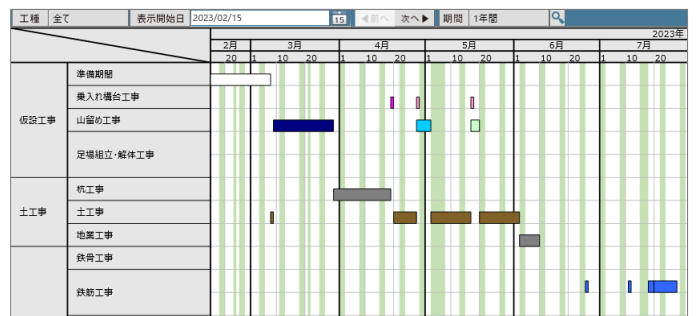 工種 全て 表示開始日 2023/02/15 15 ◀前へ 次へ▶ 期間 1年間
2023年
2月 3月 4月 5月 6月 7月
20 1 10 20 1 10 20 1 10 20 1 10 20 1 10 20
準備期間
乗入れ構台工事
仮設工事 山留め工事
足場組立・解体工事
杭工事
土工事 土工事
地業工事
鉄骨工事
鉄筋工事